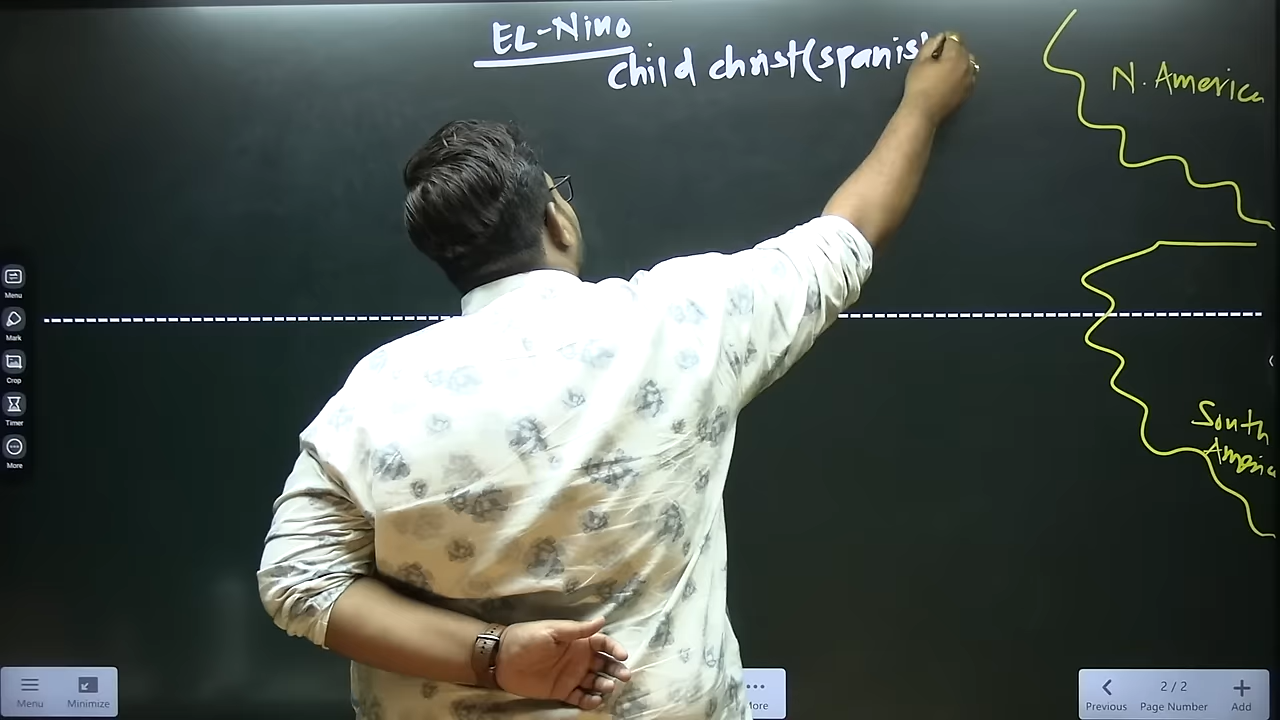 EL-Nino
child christ(spanis
N. America
South
America
Menu
Mark
Crop
Timer
More
Menu
Minimize
More
Previous
2 / 2
Page Number
Add